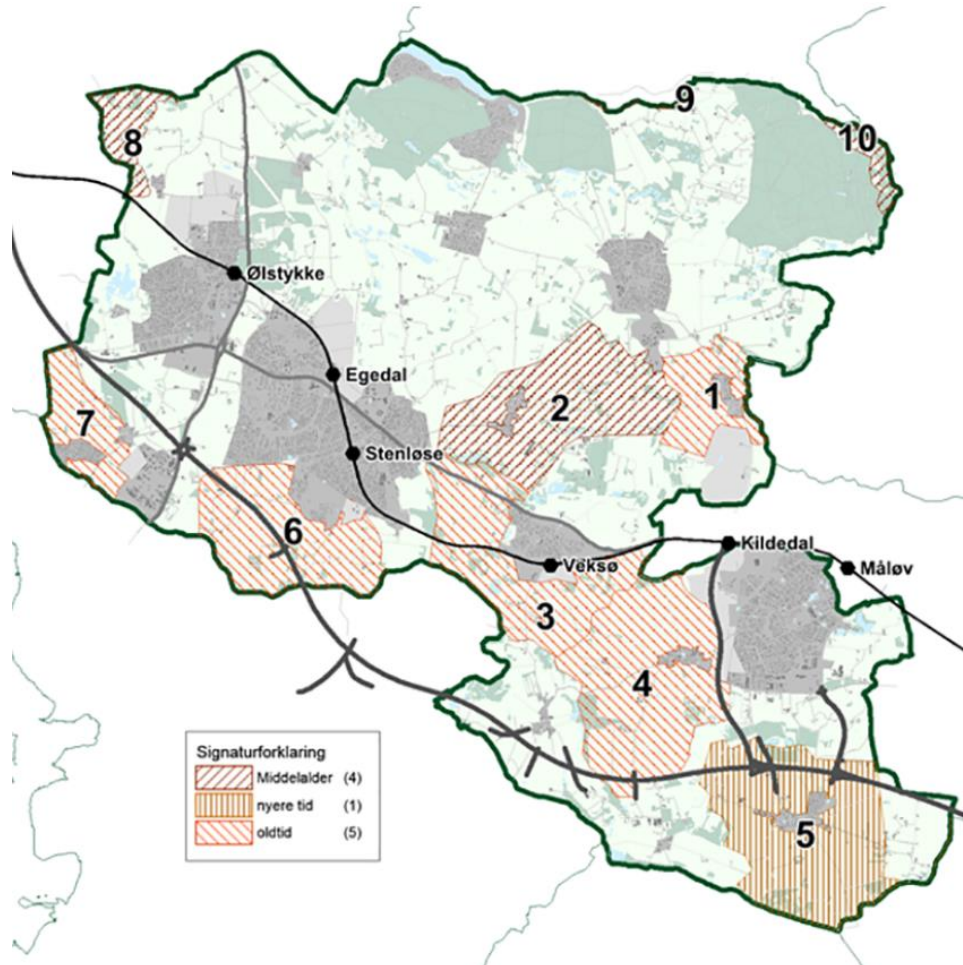 9
10
8
Ølstykke
Egedal
1
2
7
Stenløse
6
Kildedal
Veksø
Måløv
3
4
Signaturforklaring
Middelalder (4)
nyere tid (1)
oldtid (5)
5